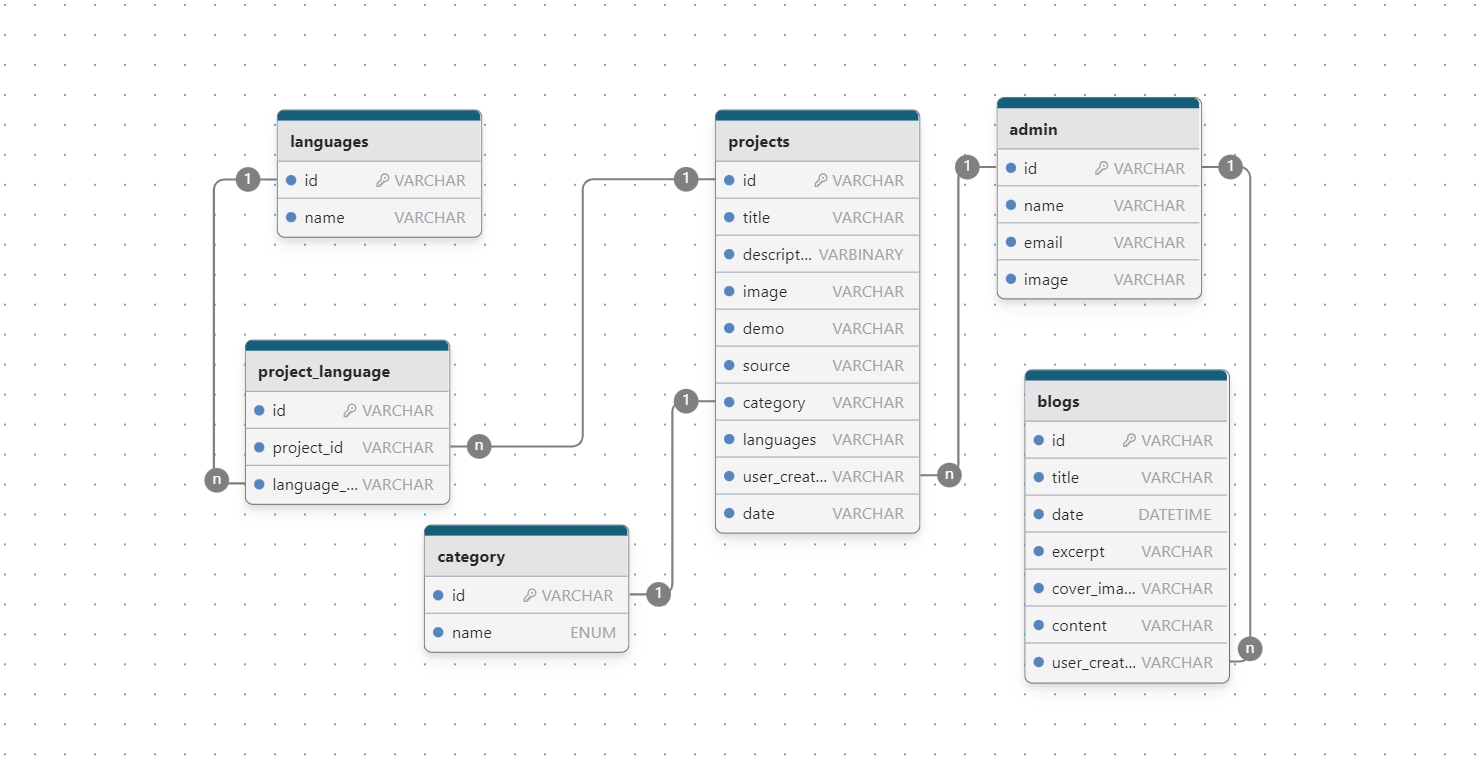 languages
id VARCHAR
name VARCHAR
project_language
id VARCHAR
project_id VARCHAR
language_... VARCHAR
category
id VARCHAR
name ENUM
projects
id VARCHAR
title VARCHAR
descript... VARBINARY
image VARCHAR
demo VARCHAR
source VARCHAR
category VARCHAR
languages VARCHAR
user_creat... VARCHAR
date VARCHAR
admin
id VARCHAR
name VARCHAR
email VARCHAR
image VARCHAR
blogs
id VARCHAR
title VARCHAR
date DATETIME
excerpt VARCHAR
cover_ima... VARCHAR
content VARCHAR
user_creat... VARCHAR
1
n
1
n
1
1
1
n
1
n